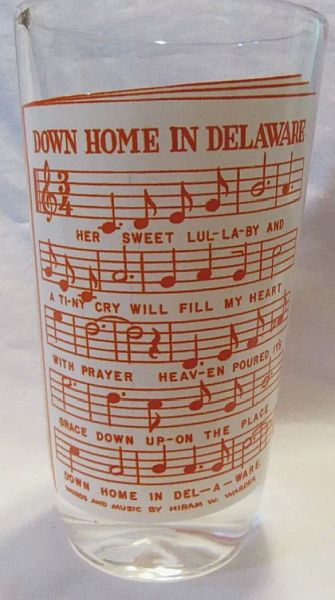 DOWN HOME IN DELAWARE
3
4
HER SWEET LUL-LA-BY AND
A TI-NY CRY WILL FILL MY HEART
WITH PRAYER HEAV-EN POURED ITS
GRACE DOWN UP-ON THE PLACE
DOWN HOME IN DEL-A-WARE.
WORDS AND MUSIC BY HIRAM W. WARDER